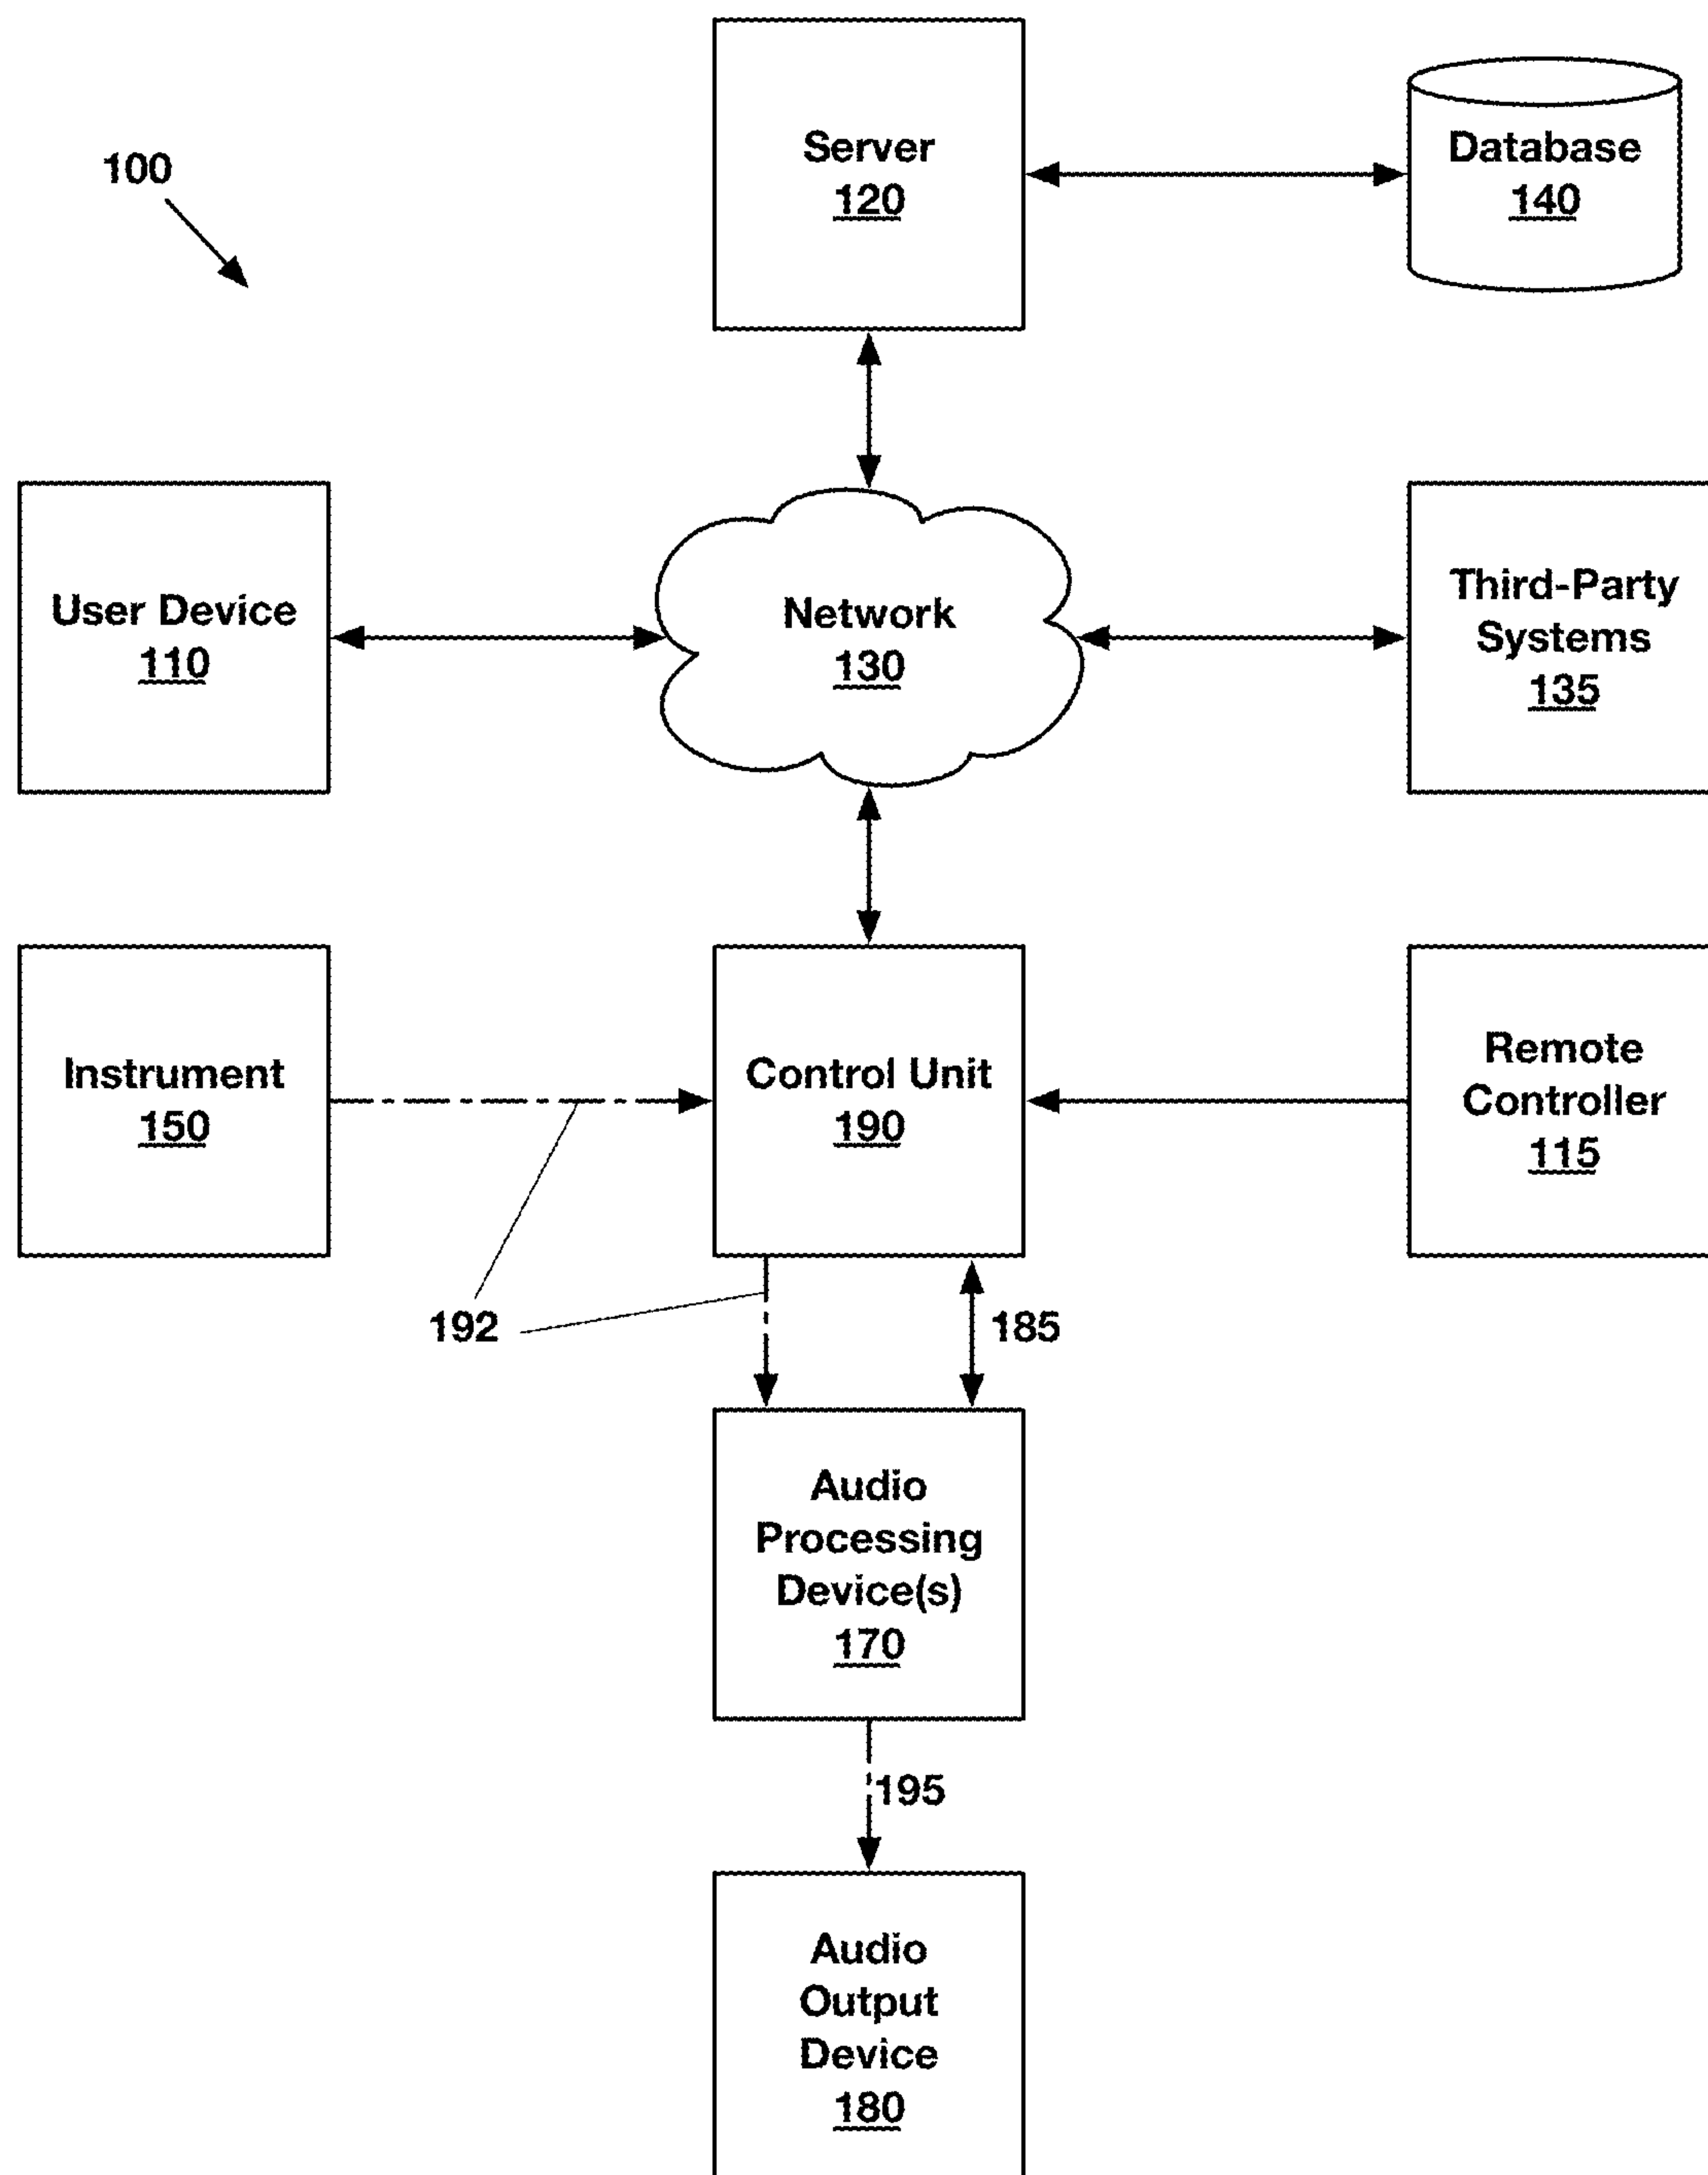 Server
120
Database
140
100
User Device
110
Network
130
Third-Party
Systems
135
Instrument
150
Control Unit
190
Remote
Controller
115
192
185
Audio
Processing
Device(s)
170
195
Audio
Output
Device
180